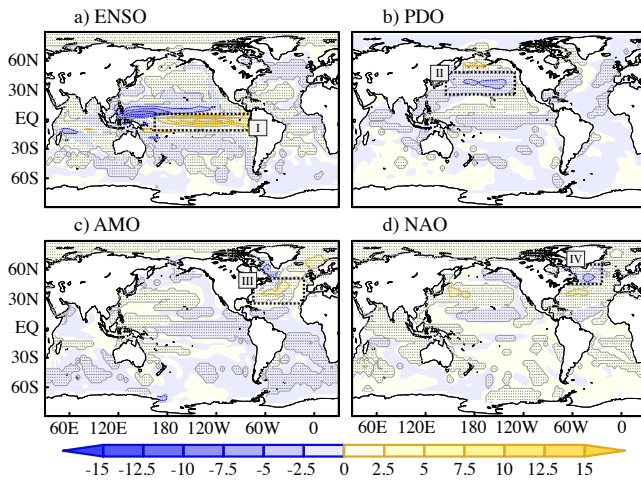 a) ENSO
b) PDO
60N
30N
EQ
30S
60S
I
II
c) AMO
d) NAO
60N
30N
EQ
30S
60S
III
IV
60E 120E 180 120W 60W 0
60E 120E 180 120W 60W 0
-15 -12.5 -10 -7.5 -5 -2.5 0 2.5 5 7.5 10 12.5 15